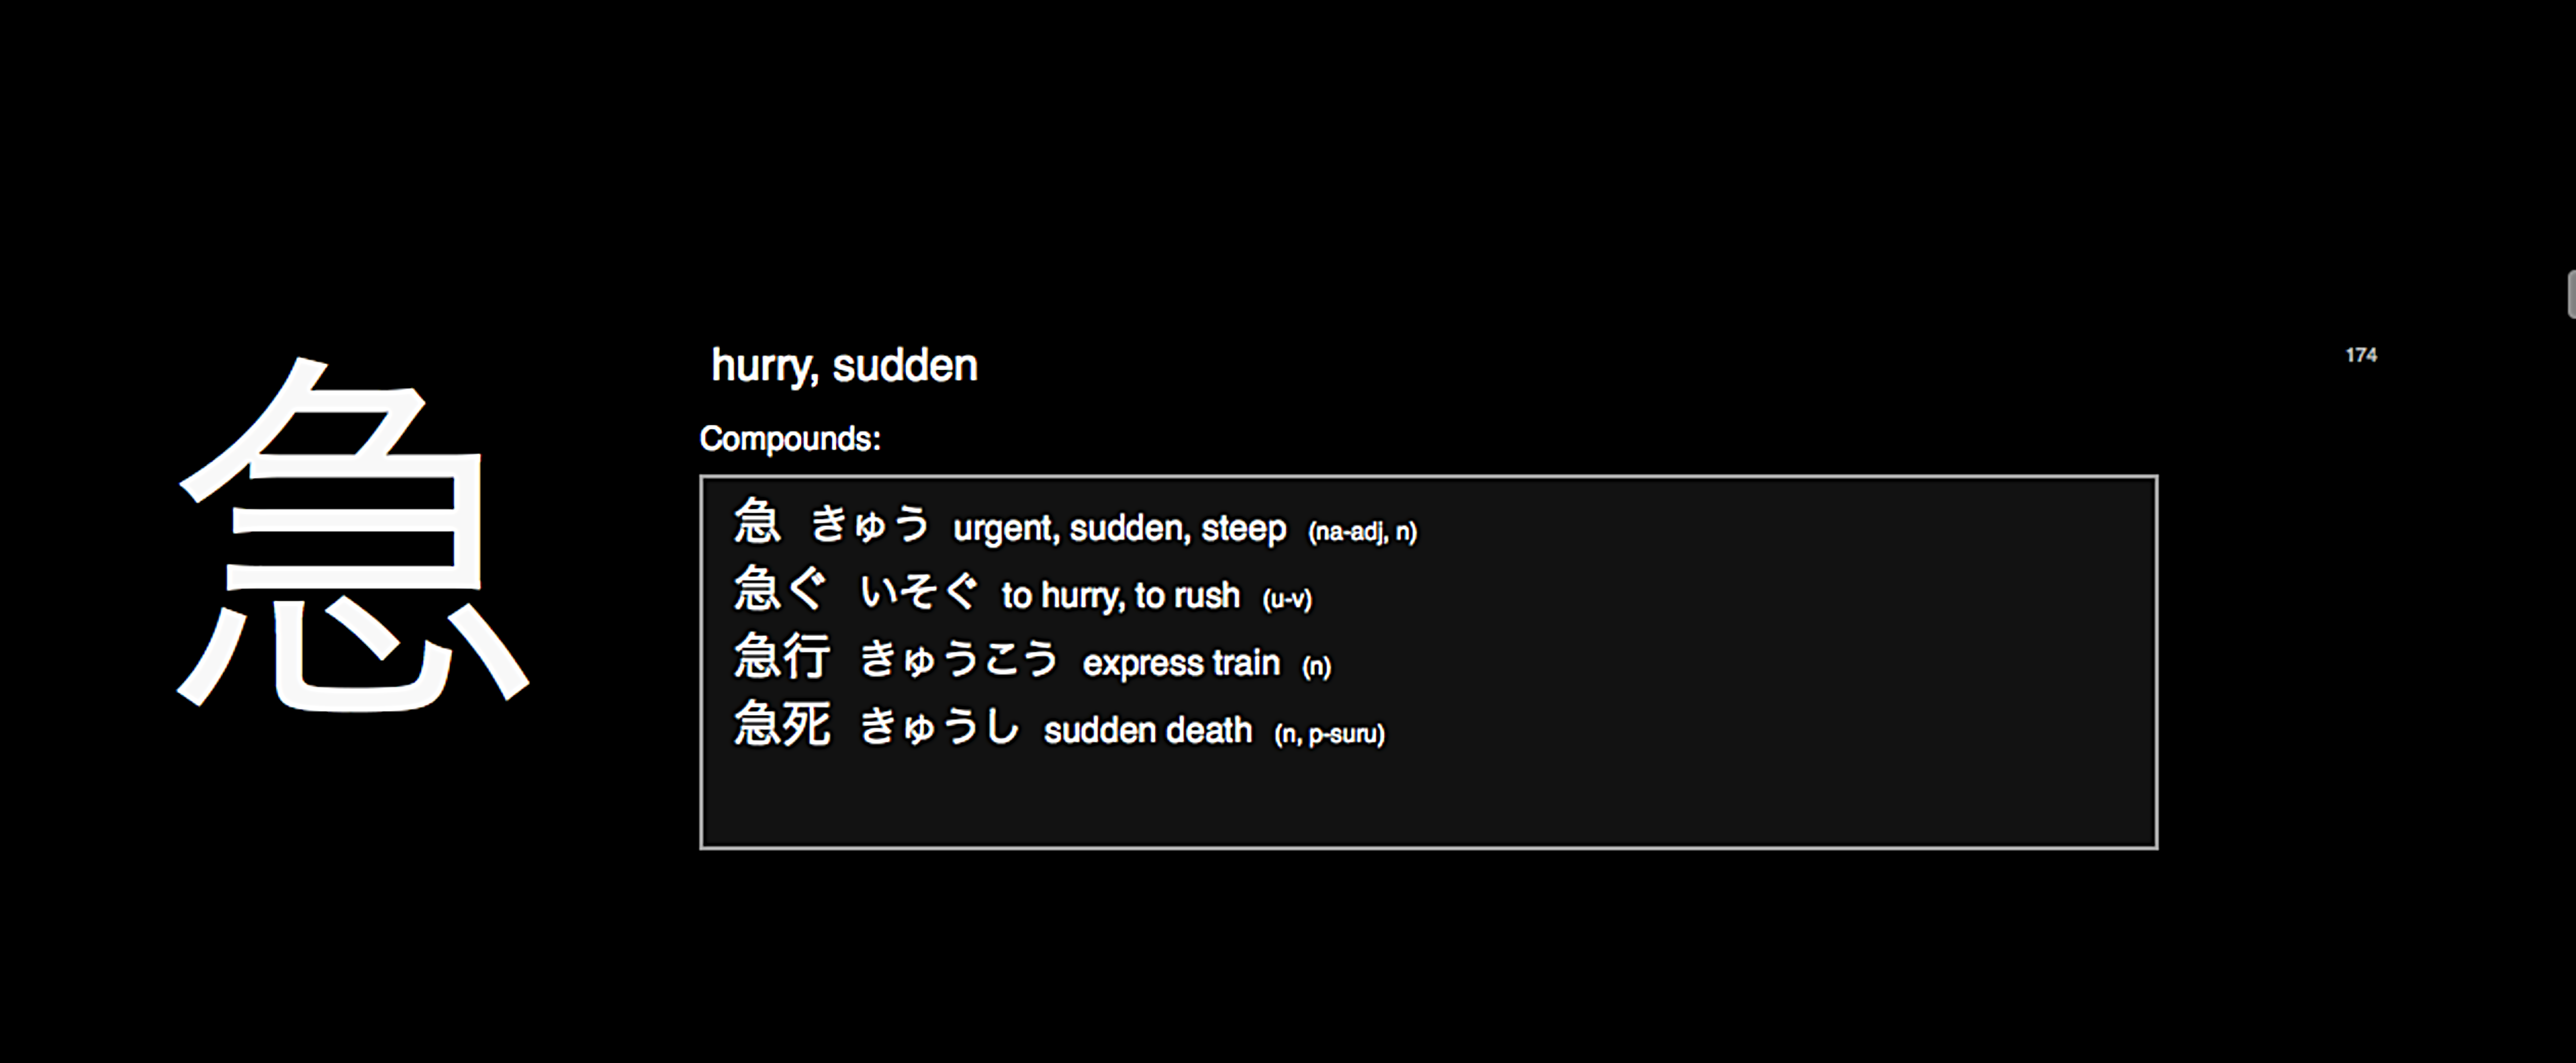 急
hurry, sudden
174
Compounds:
急 きゅう urgent, sudden, steep (na-adj, n)
急ぐ いそぐ to hurry, to rush (u-v)
急行 きゅうこう express train (n)
急死 きゅうし sudden death (n, p-suru)